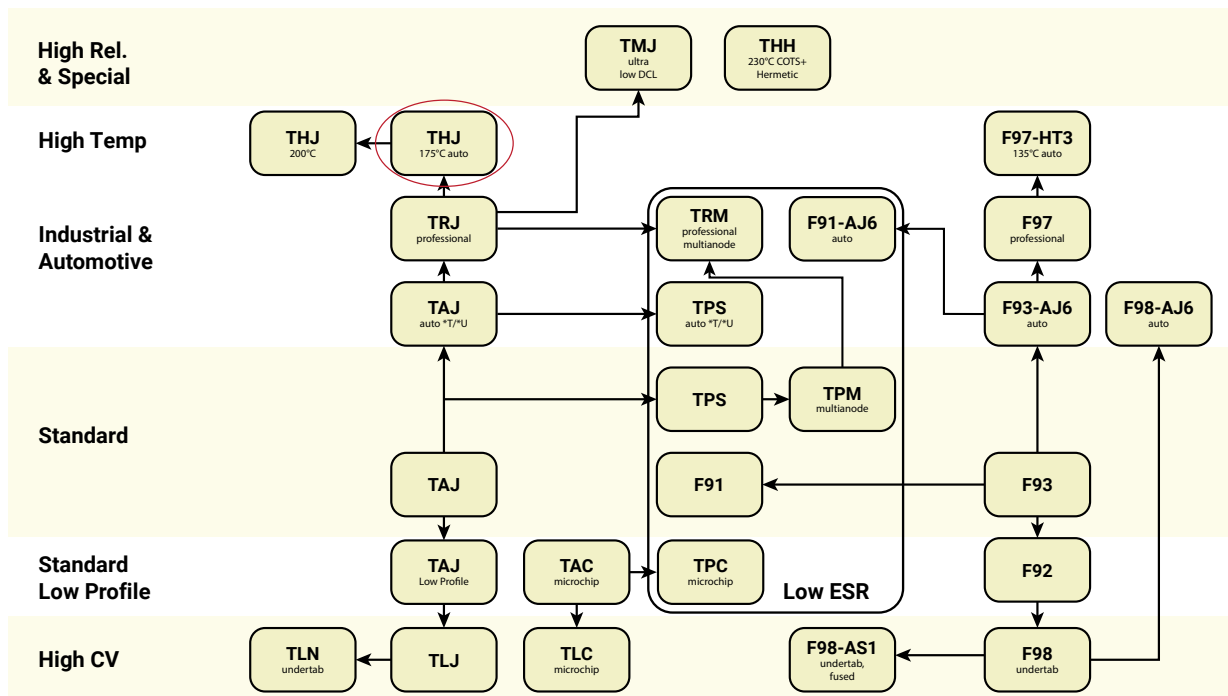 High Rel.
& Special
TMJ
ultra
low DCL
THH
230°C COTS+
Hermetic
High Temp
THJ
200°C
THJ
175°C auto
F97-HT3
135°C auto
Industrial &
Automotive
TRJ
professional
TRM
professional
multianode
F91-AJ6
auto
F97
professional
TAJ
auto *T/*U
TPS
auto *T/*U
F93-AJ6
auto
F98-AJ6
auto
Standard
TPS
TPM
multianode
TAJ
F91
F93
Standard
Low Profile
TAJ
Low Profile
TAC
microchip
TPC
microchip
Low ESR
F92
High CV
TLN
undertab
TLJ
TLC
microchip
F98-AS1
undertab,
fused
F98
undertab